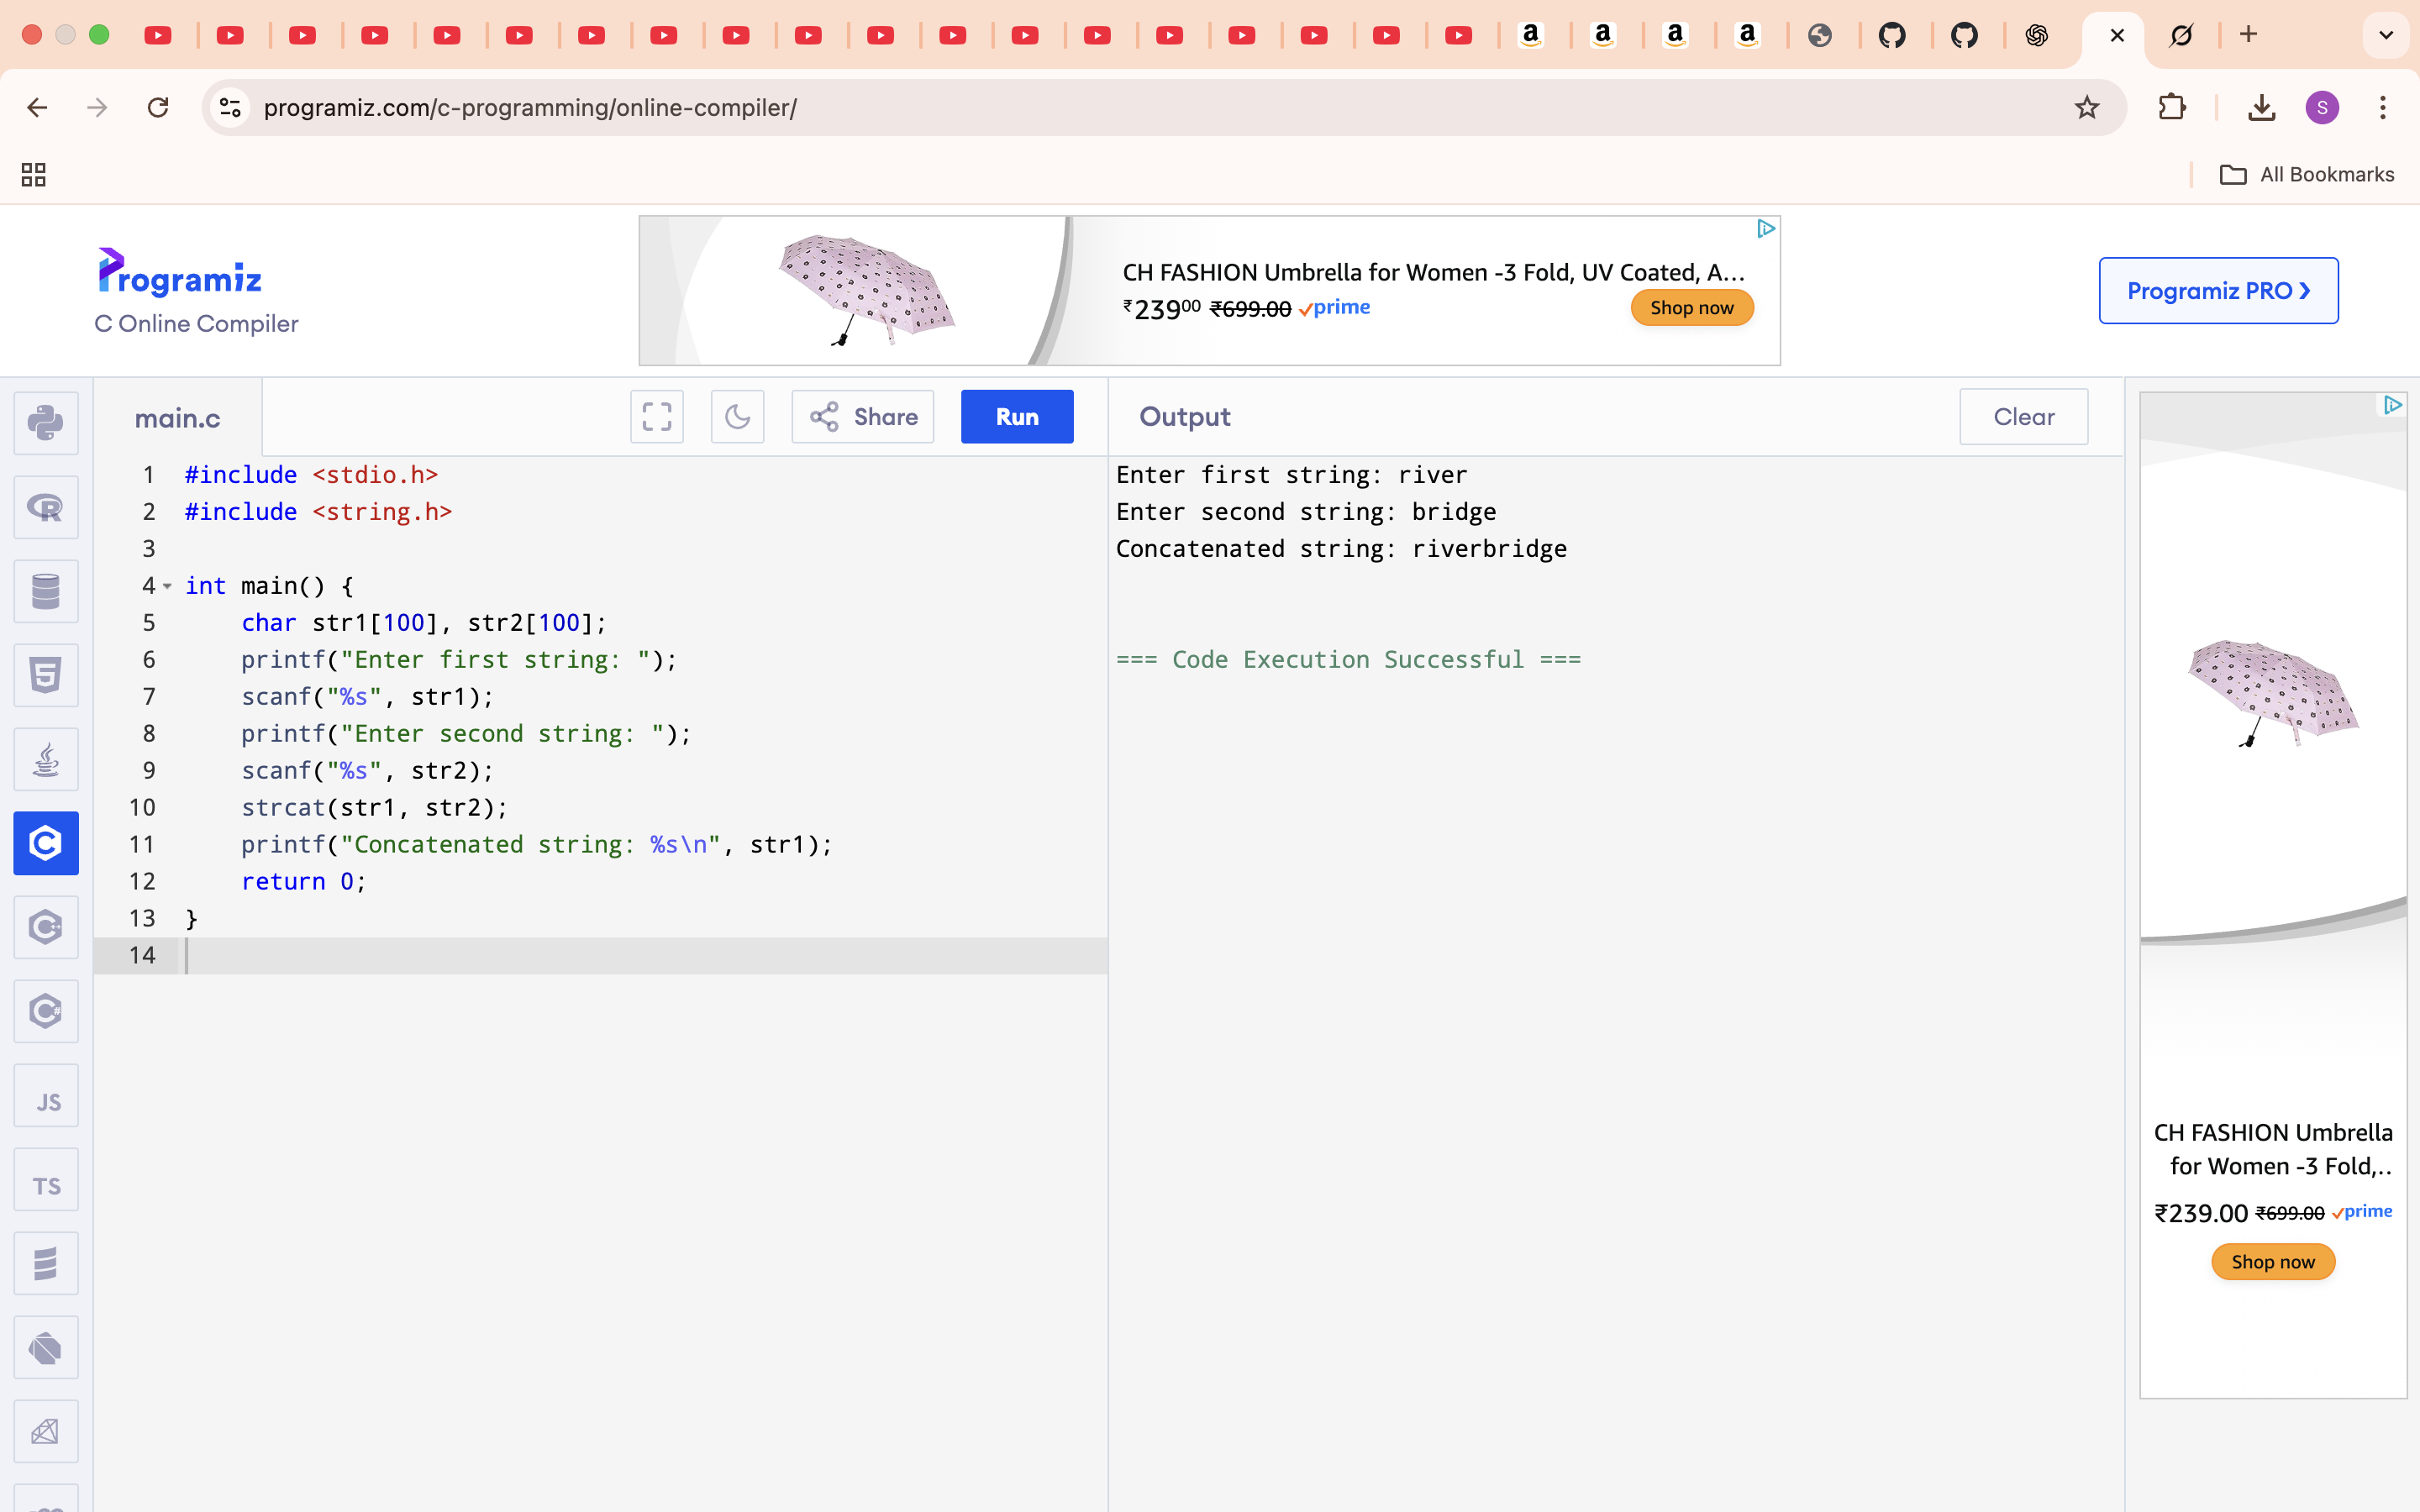 programiz.com/c-programming/online-compiler/
S
All Bookmarks
Programiz
C Online Compiler
CH FASHION Umbrella for Women -3 Fold, UV Coated, A...
₹23900 ₹699.00 prime
Shop now
Programiz PRO ❯
main.c
Share
Run
Output
Clear
1 #include <stdio.h>
2 #include <string.h>
3
4 int main() {
5     char str1[100], str2[100];
6     printf("Enter first string: ");
7     scanf("%s", str1);
8     printf("Enter second string: ");
9     scanf("%s", str2);
10     strcat(str1, str2);
11     printf("Concatenated string: %s\n", str1);
12     return 0;
13 }
14
Enter first string: river
Enter second string: bridge
Concatenated string: riverbridge
=== Code Execution Successful ===
JS
TS
CH FASHION Umbrella
for Women -3 Fold,..
₹239.00 ₹699.00 prime
Shop now